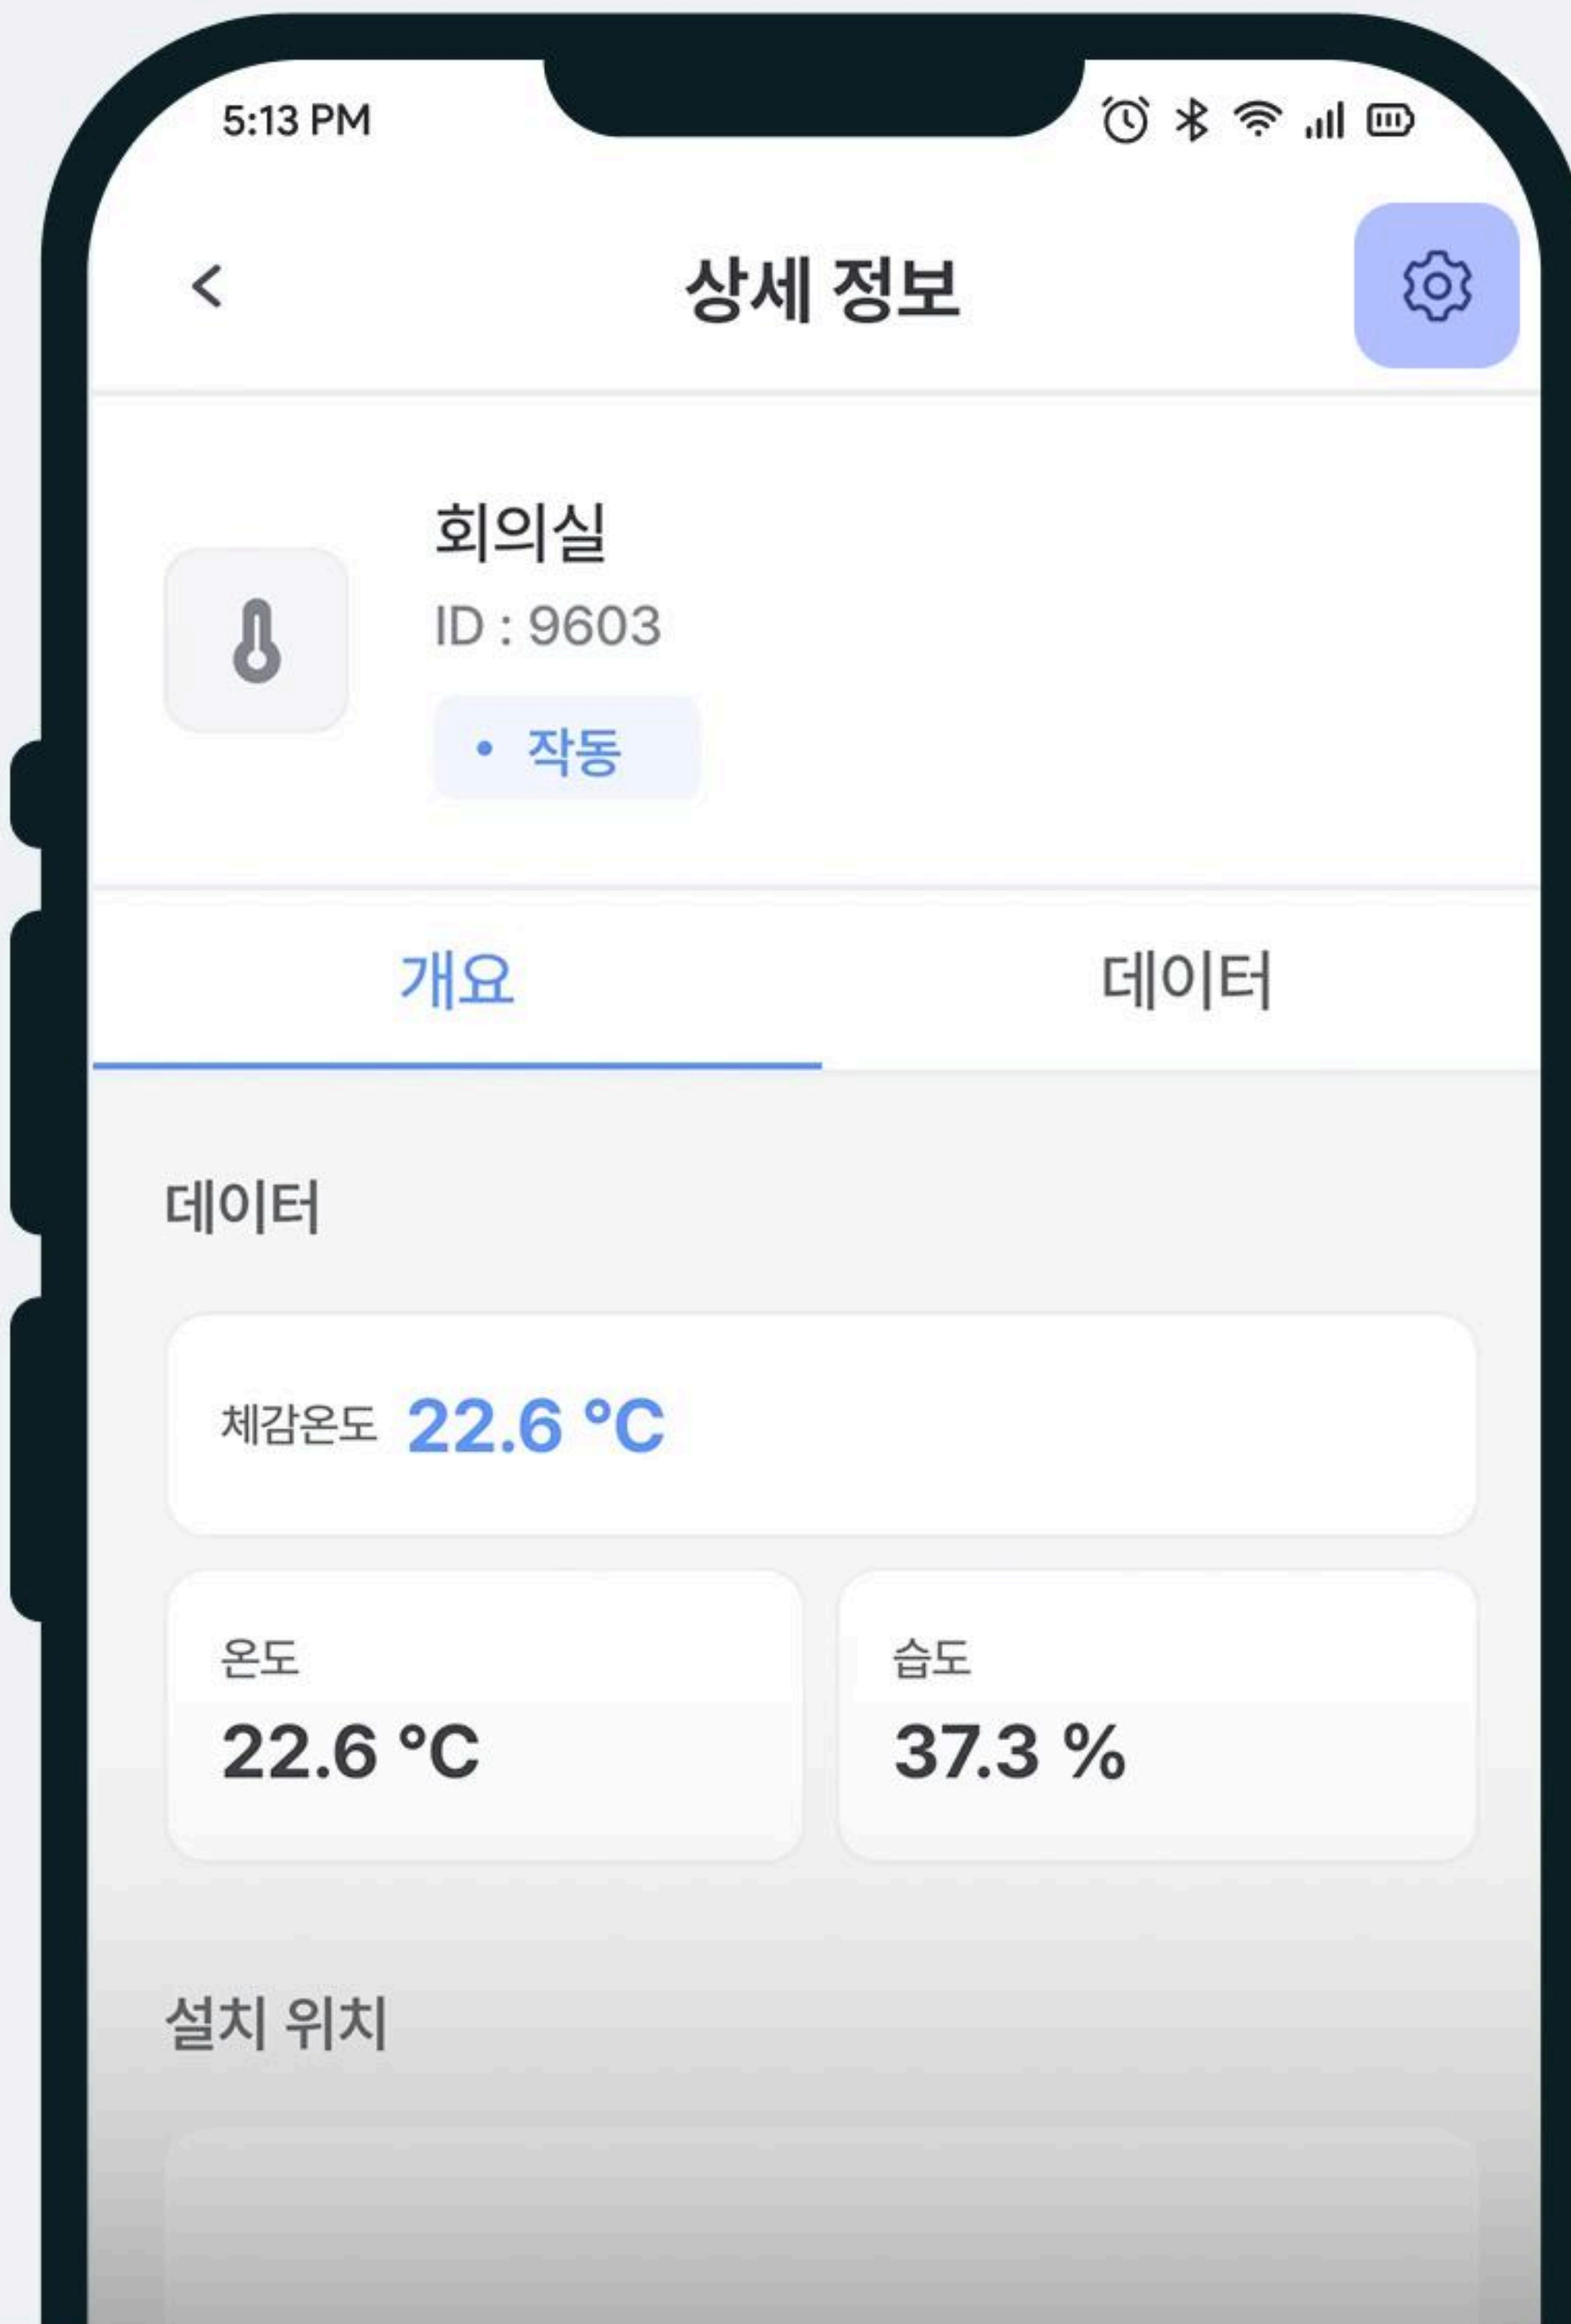 5:13 PM
상세 정보
회의실
ID : 9603
• 작동
개요 데이터
데이터
체감온도 22.6 °C
온도 습도
22.6 °C 37.3 %
설치 위치